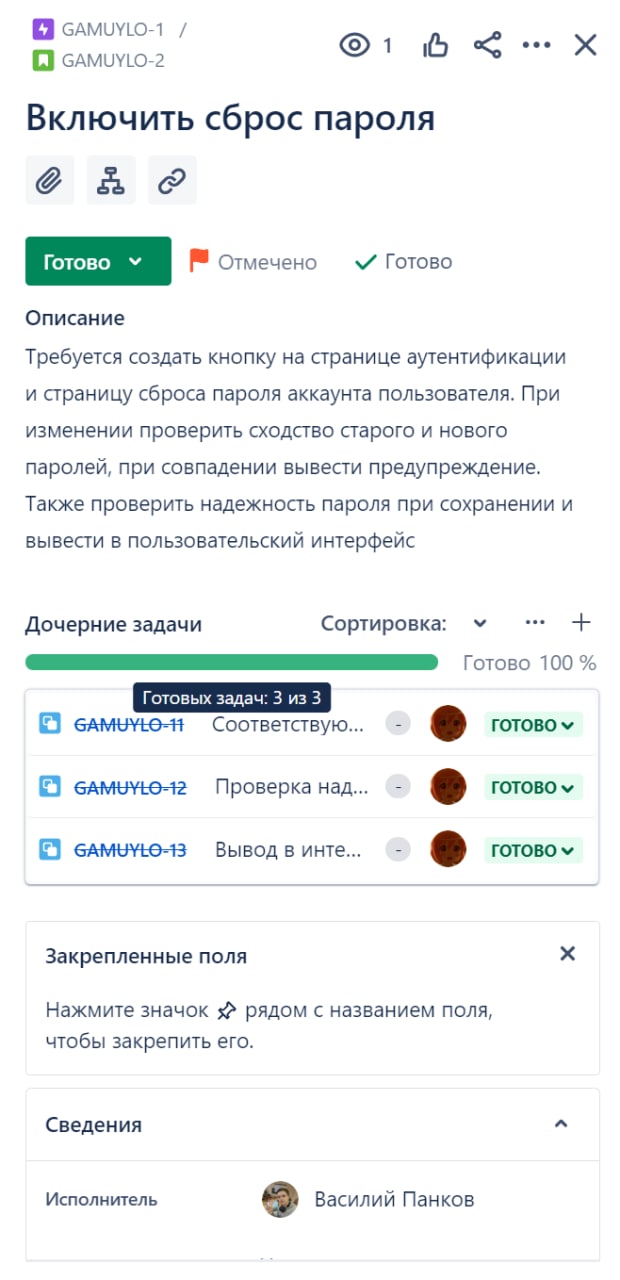 GAMUYLO-1 /
GAMUYLO-2
1
Включить сброс пароля
Готово
Отмечено
Готово
Описание
Требуется создать кнопку на странице аутентификации
и страницу сброса пароля аккаунта пользователя. При
изменении проверить сходство старого и нового
паролей, при совпадении вывести предупреждение.
Также проверить надежность пароля при сохранении и
вывести в пользовательский интерфейс
Дочерние задачи Сортировка:
Готово 100 %
Готовых задач: 3 из 3
GAMUYLO-11 Соответствую... - ГОТОВО
GAMUYLO-12 Проверка над... - ГОТОВО
GAMUYLO-13 Вывод в инте... - ГОТОВО
Закрепленные поля
Нажмите значок рядом с названием поля,
чтобы закрепить его.
Сведения
Исполнитель Василий Панков